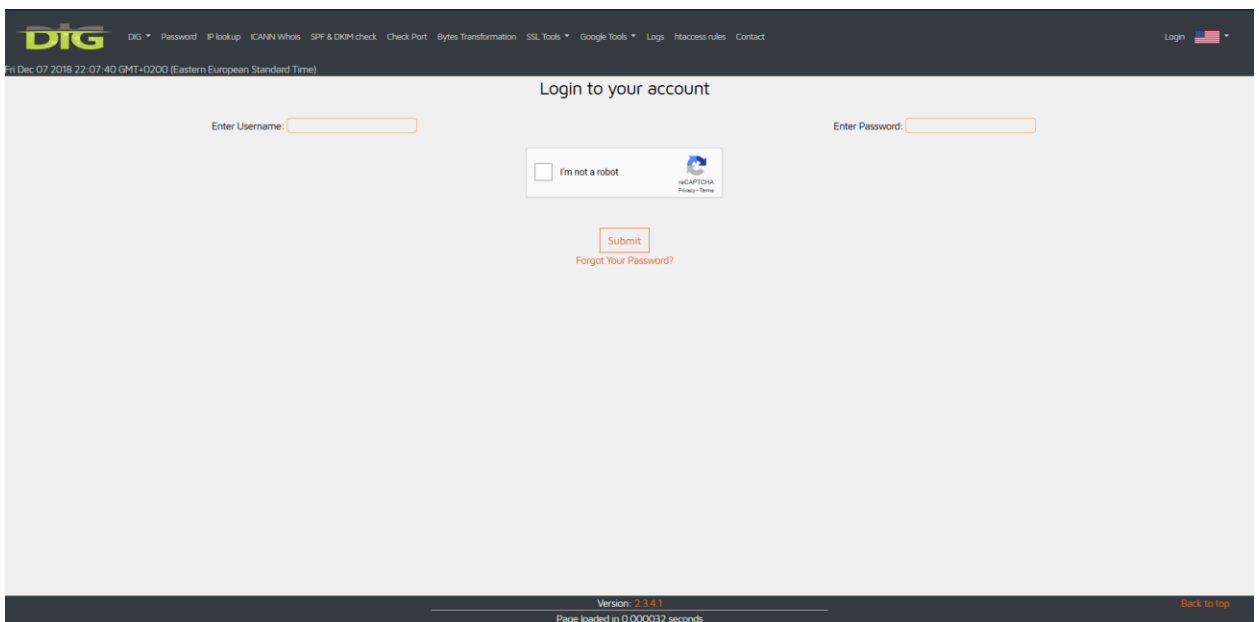 DIG DIG Password IP lookup ICANN Whois SPF & DKIM check Check Port Bytes Transformation SSL Tools Google Tools Logs htaccess rules Contact Login
Fri Dec 07 2018 22:07:40 GMT+0200 (Eastern European Standard Time)
Login to your account
Enter Username: Enter Password:
I'm not a robot
reCAPTCHA
Privacy - Terms
Submit
Forgot Your Password?
Version: 2.3.4.1 Back to top
Page loaded in 0.000032 seconds